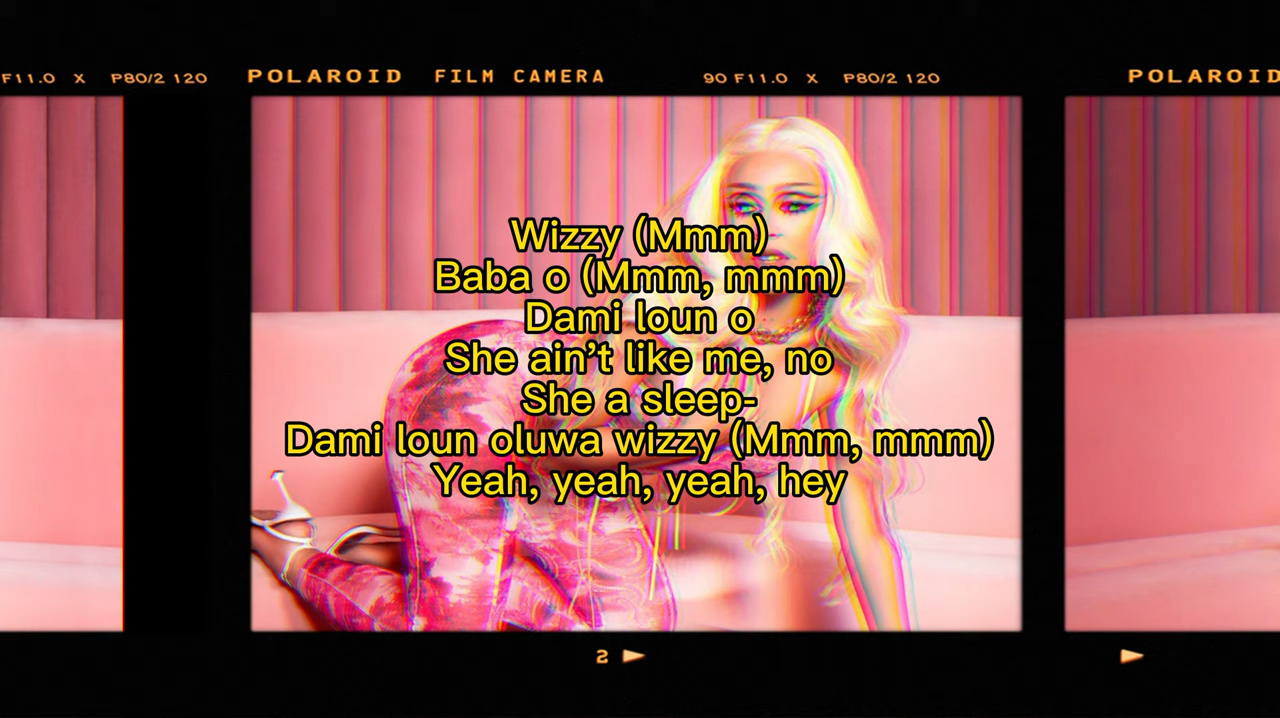 F11.0 X P80/2 120 POLAROID FILM CAMERA 90 F11.0 X P80/2 120 POLAROID
Wizzy (Mmm)
Baba o (Mmm, mmm)
Dami loun o
She ain’t like me, no
She a sleep-
Dami loun oluwa wizzy (Mmm, mmm)
Yeah, yeah, yeah, hey
2